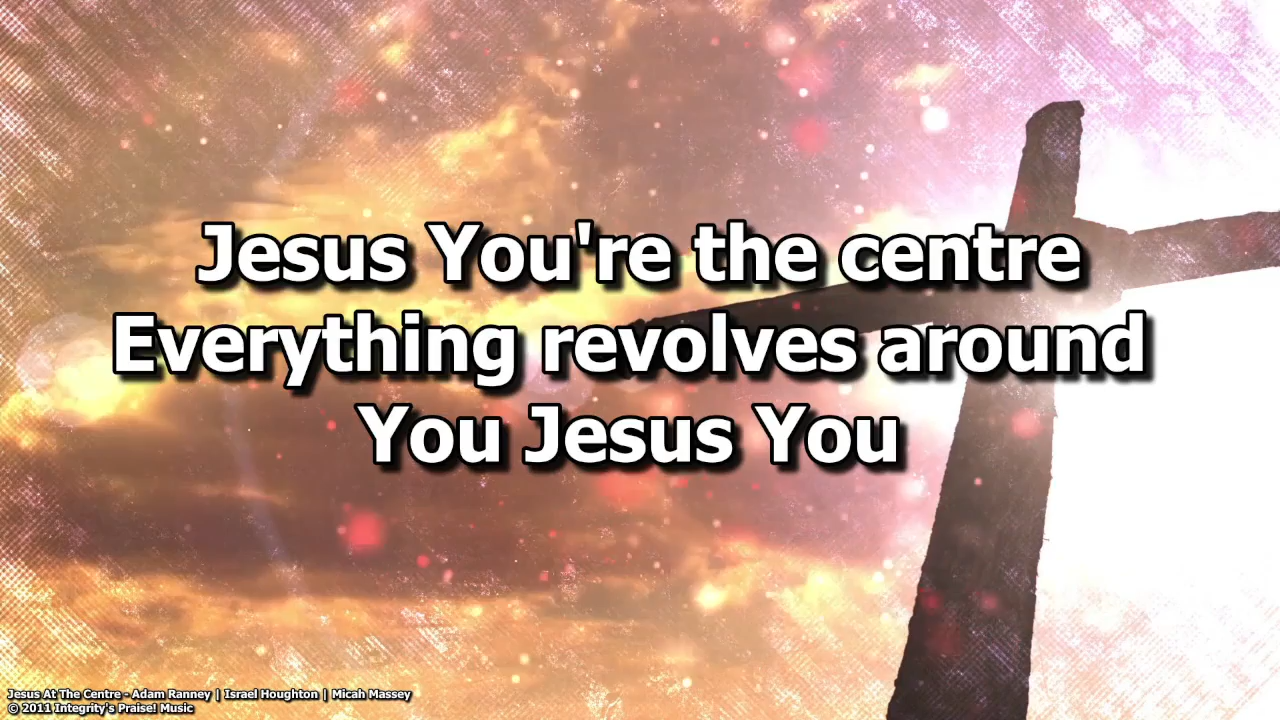 Jesus You're the centre
Everything revolves around
You Jesus You
Jesus At The Centre - Adam Ranney | Israel Houghton | Micah Massey
© 2011 Integrity's Praise! Music